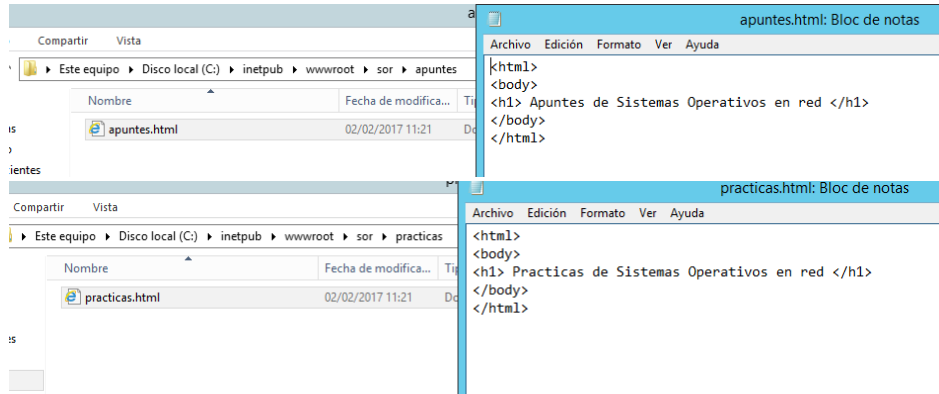 apuntes.html: Bloc de notas
Compartir Vista
Este equipo Disco local (C:) inetpub wwwroot sor apuntes
Nombre Fecha de modifica...
apuntes.html 02/02/2017 11:21
Archivo Edición Formato Ver Ayuda
<html>
<body>
<h1> Apuntes de Sistemas Operativos en red </h1>
</body>
</html>
practicas.html: Bloc de notas
Compartir Vista
Este equipo Disco local (C:) inetpub wwwroot sor practicas
Nombre Fecha de modifica...
practicas.html 02/02/2017 11:21
Archivo Edición Formato Ver Ayuda
<html>
<body>
<h1> Practicas de Sistemas Operativos en red </h1>
</body>
</html>